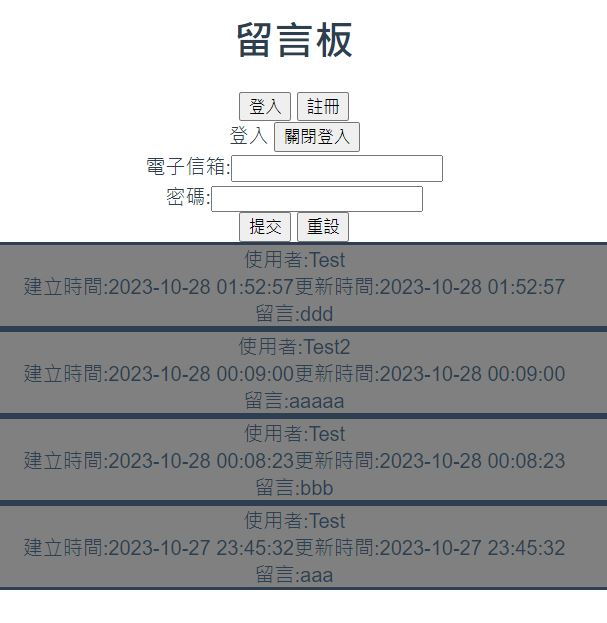 留言板
登入 註冊
登入 關閉登入
電子信箱:
密碼:
提交 重設
使用者:Test
建立時間:2023-10-28 01:52:57更新時間:2023-10-28 01:52:57
留言:ddd
使用者:Test2
建立時間:2023-10-28 00:09:00更新時間:2023-10-28 00:09:00
留言:aaaaa
使用者:Test
建立時間:2023-10-28 00:08:23更新時間:2023-10-28 00:08:23
留言:bbb
使用者:Test
建立時間:2023-10-27 23:45:32更新時間:2023-10-27 23:45:32
留言:aaa